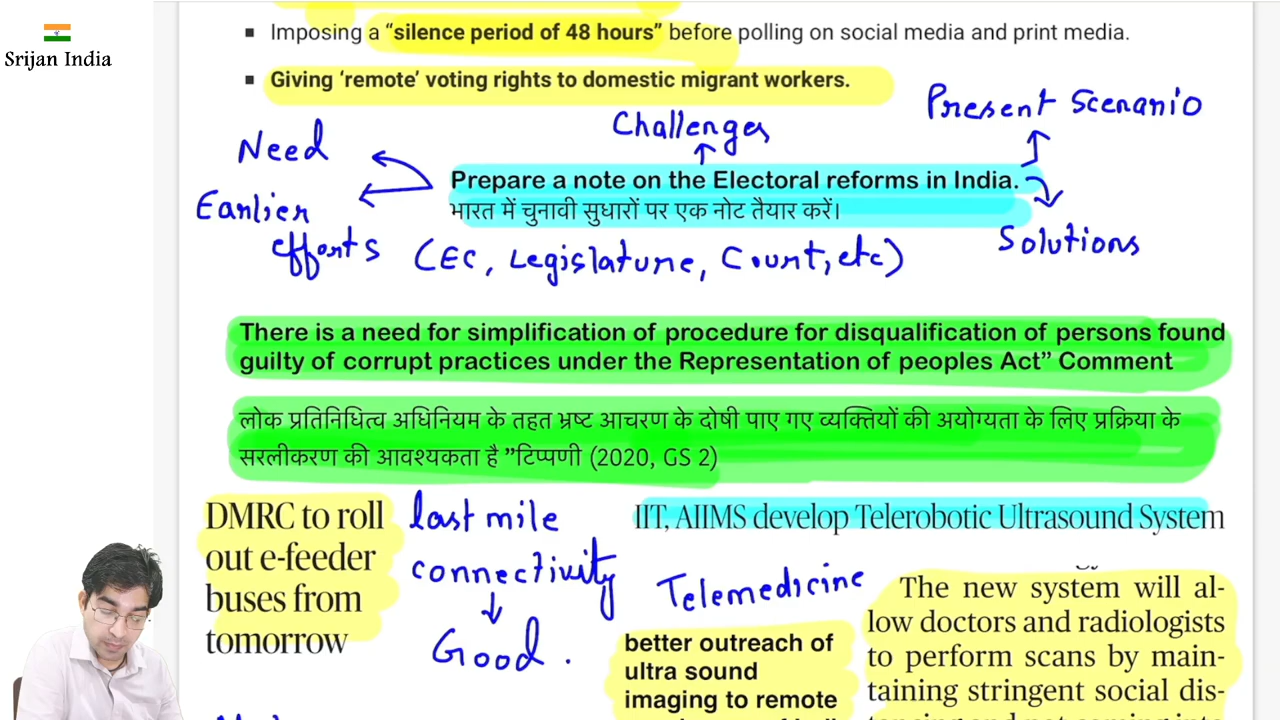 Srijan India
Imposing a “silence period of 48 hours” before polling on social media and print media.
Giving ‘remote’ voting rights to domestic migrant workers.
Present Scenario
Challenges
Need
Prepare a note on the Electoral reforms in India.
भारत में चुनावी सुधारों पर एक नोट तैयार करें।
Earlier
efforts
(EC, Legislature, Court, etc)
Solutions
There is a need for simplification of procedure for disqualification of persons found
guilty of corrupt practices under the Representation of peoples Act” Comment
लोक प्रतिनिधित्व अधिनियम के तहत भ्रष्ट आचरण के दोषी पाए गए व्यक्तियों की अयोग्यता के लिए प्रक्रिया के
सरलीकरण की आवश्यकता है ”टिप्पणी (2020, GS 2)
DMRC to roll
out e-feeder
buses from
tomorrow
last mile
connectivity
Good.
IIT, AIIMS develop Telerobotic Ultrasound System
Telemedicine
better outreach of
ultra sound
imaging to remote
The new system will al-
low doctors and radiologists
to perform scans by main-
taining stringent social dis-